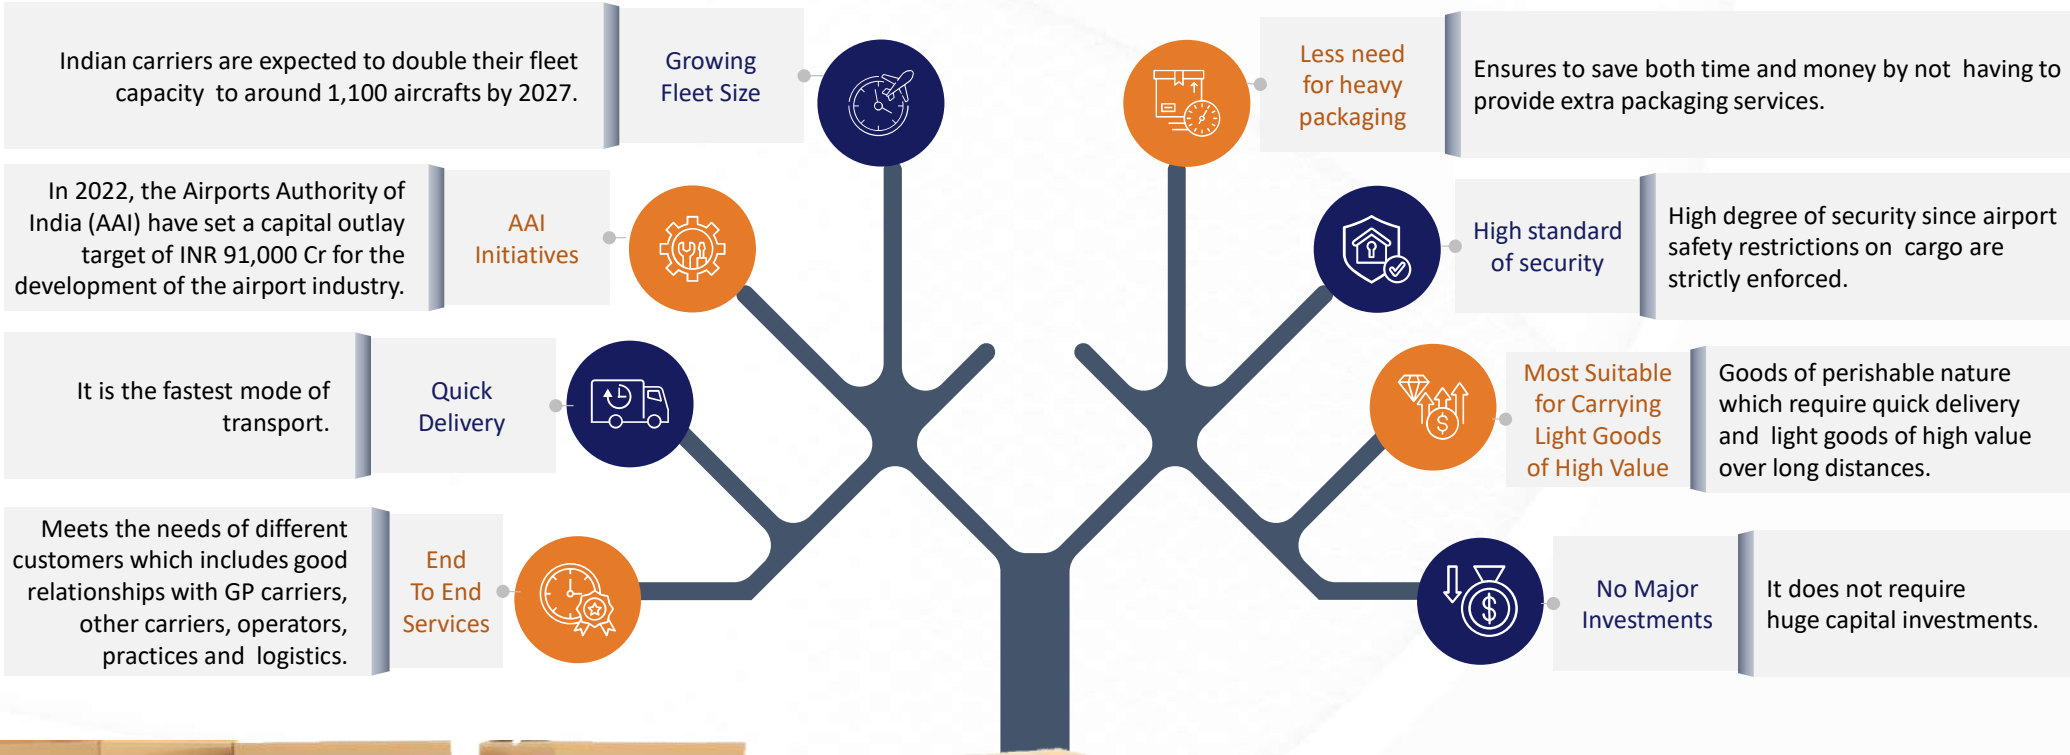 Indian carriers are expected to double their fleet
capacity to around 1,100 aircrafts by 2027.
Growing
Fleet Size
In 2022, the Airports Authority of
India (AAI) have set a capital outlay
target of INR 91,000 Cr for the
development of the airport industry.
AAI
Initiatives
It is the fastest mode of
transport.
Quick
Delivery
Meets the needs of different
customers which includes good
relationships with GP carriers,
other carriers, operators,
practices and logistics.
End
To End
Services
Less need
for heavy
packaging
Ensures to save both time and money by not having to
provide extra packaging services.
High standard
of security
High degree of security since airport
safety restrictions on cargo are
strictly enforced.
Most Suitable
for Carrying
Light Goods
of High Value
Goods of perishable nature
which require quick delivery
and light goods of high value
over long distances.
No Major
Investments
It does not require
huge capital investments.